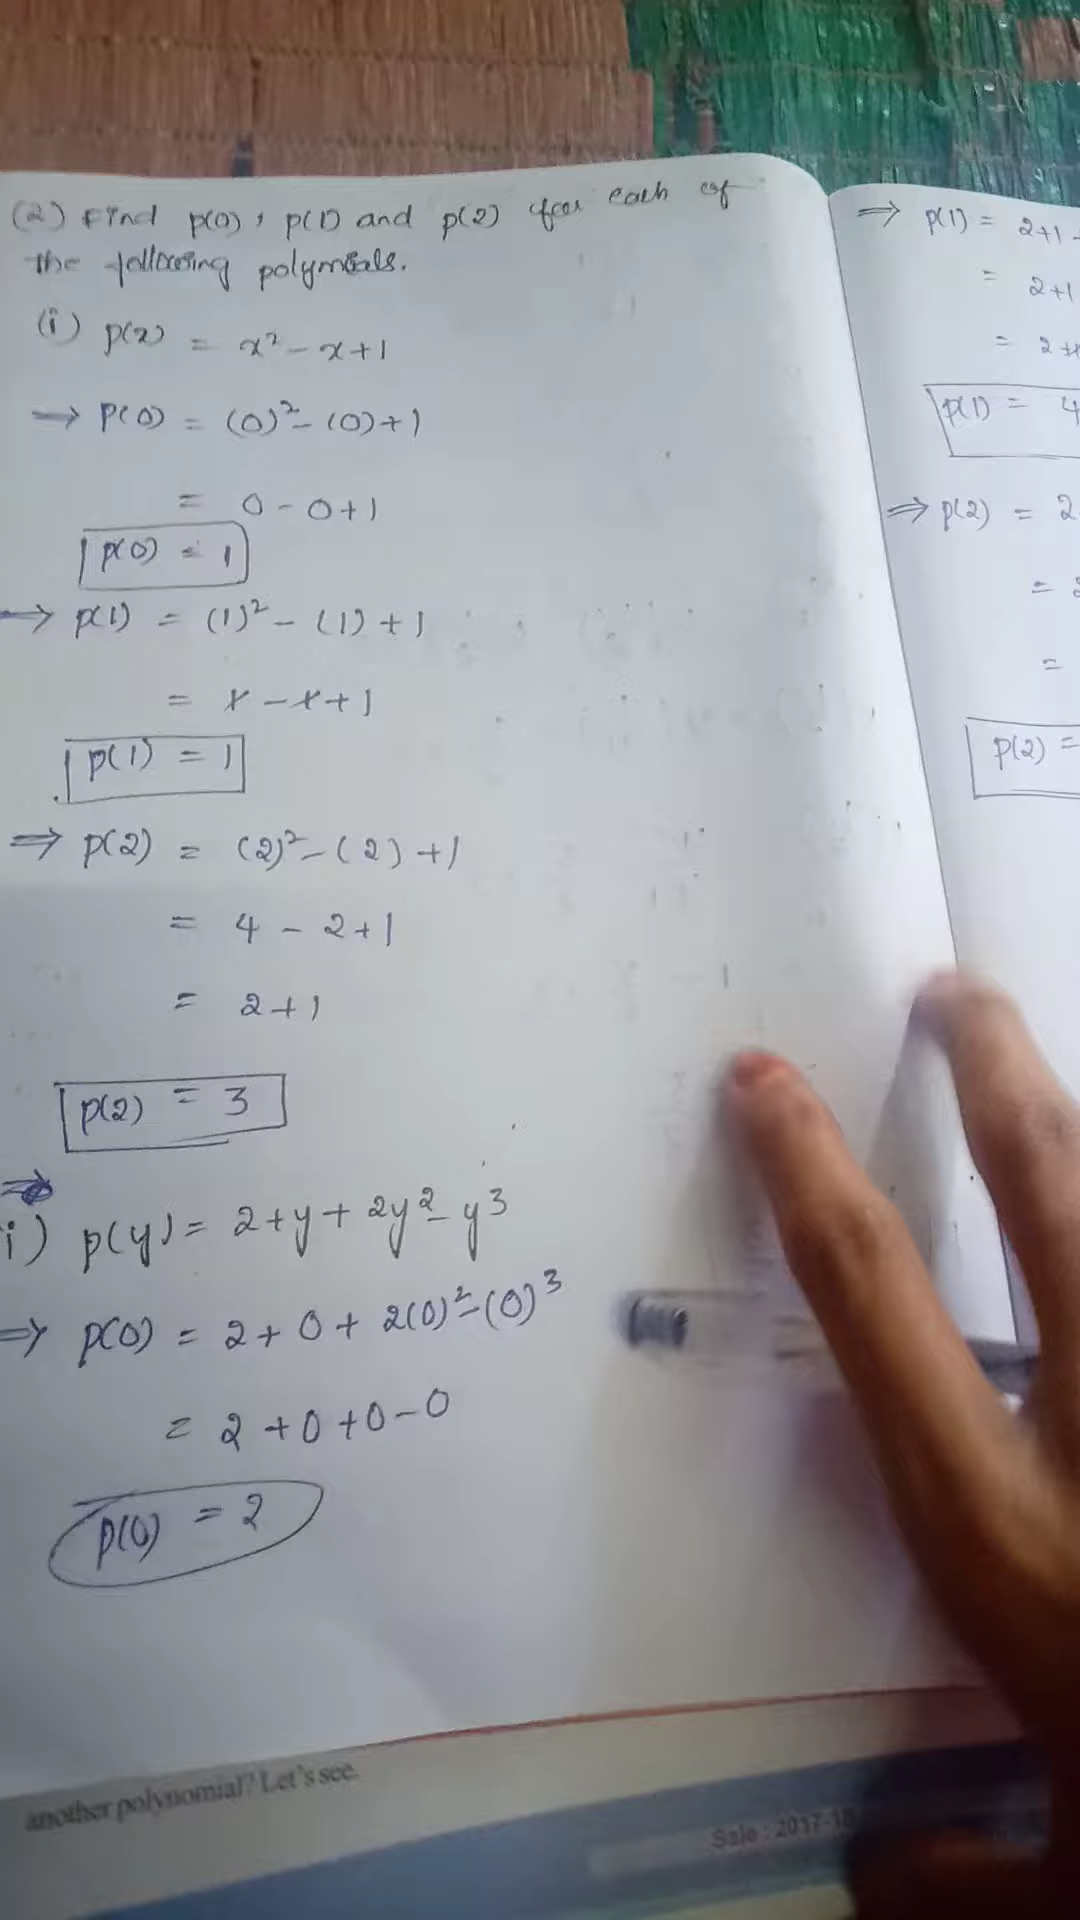 (2) Find p(0), p(1) and p(2) for each of
the following polymials.
(i) p(x) = x² - x + 1
→ p(0) = (0)² - (0) + 1
= 0 - 0 + 1
p(0) = 1
⇒ p(1) = (1)² - (1) + 1
= 1 - 1 + 1
p(1) = 1
⇒ p(2) = (2)² - (2) + 1
= 4 - 2 + 1
= 2 + 1
p(2) = 3
i) p(y) = 2 + y + 2y² - y³
⇒ p(0) = 2 + 0 + 2(0)² - (0)³
= 2 + 0 + 0 - 0
p(0) = 2
⇒ p(1) = 2+1
= 2+1
= 2+
p(1) = 4
⇒ p(2) = 2
=
=
p(2) =
another polynomial? Let's see.
2017-18